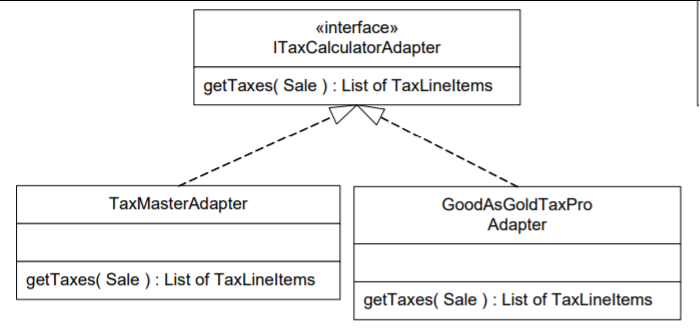 «interface»
ITaxCalculatorAdapter
getTaxes( Sale ) : List of TaxLineItems
TaxMasterAdapter
getTaxes( Sale ) : List of TaxLineItems
GoodAsGoldTaxPro
Adapter
getTaxes( Sale ) : List of TaxLineItems